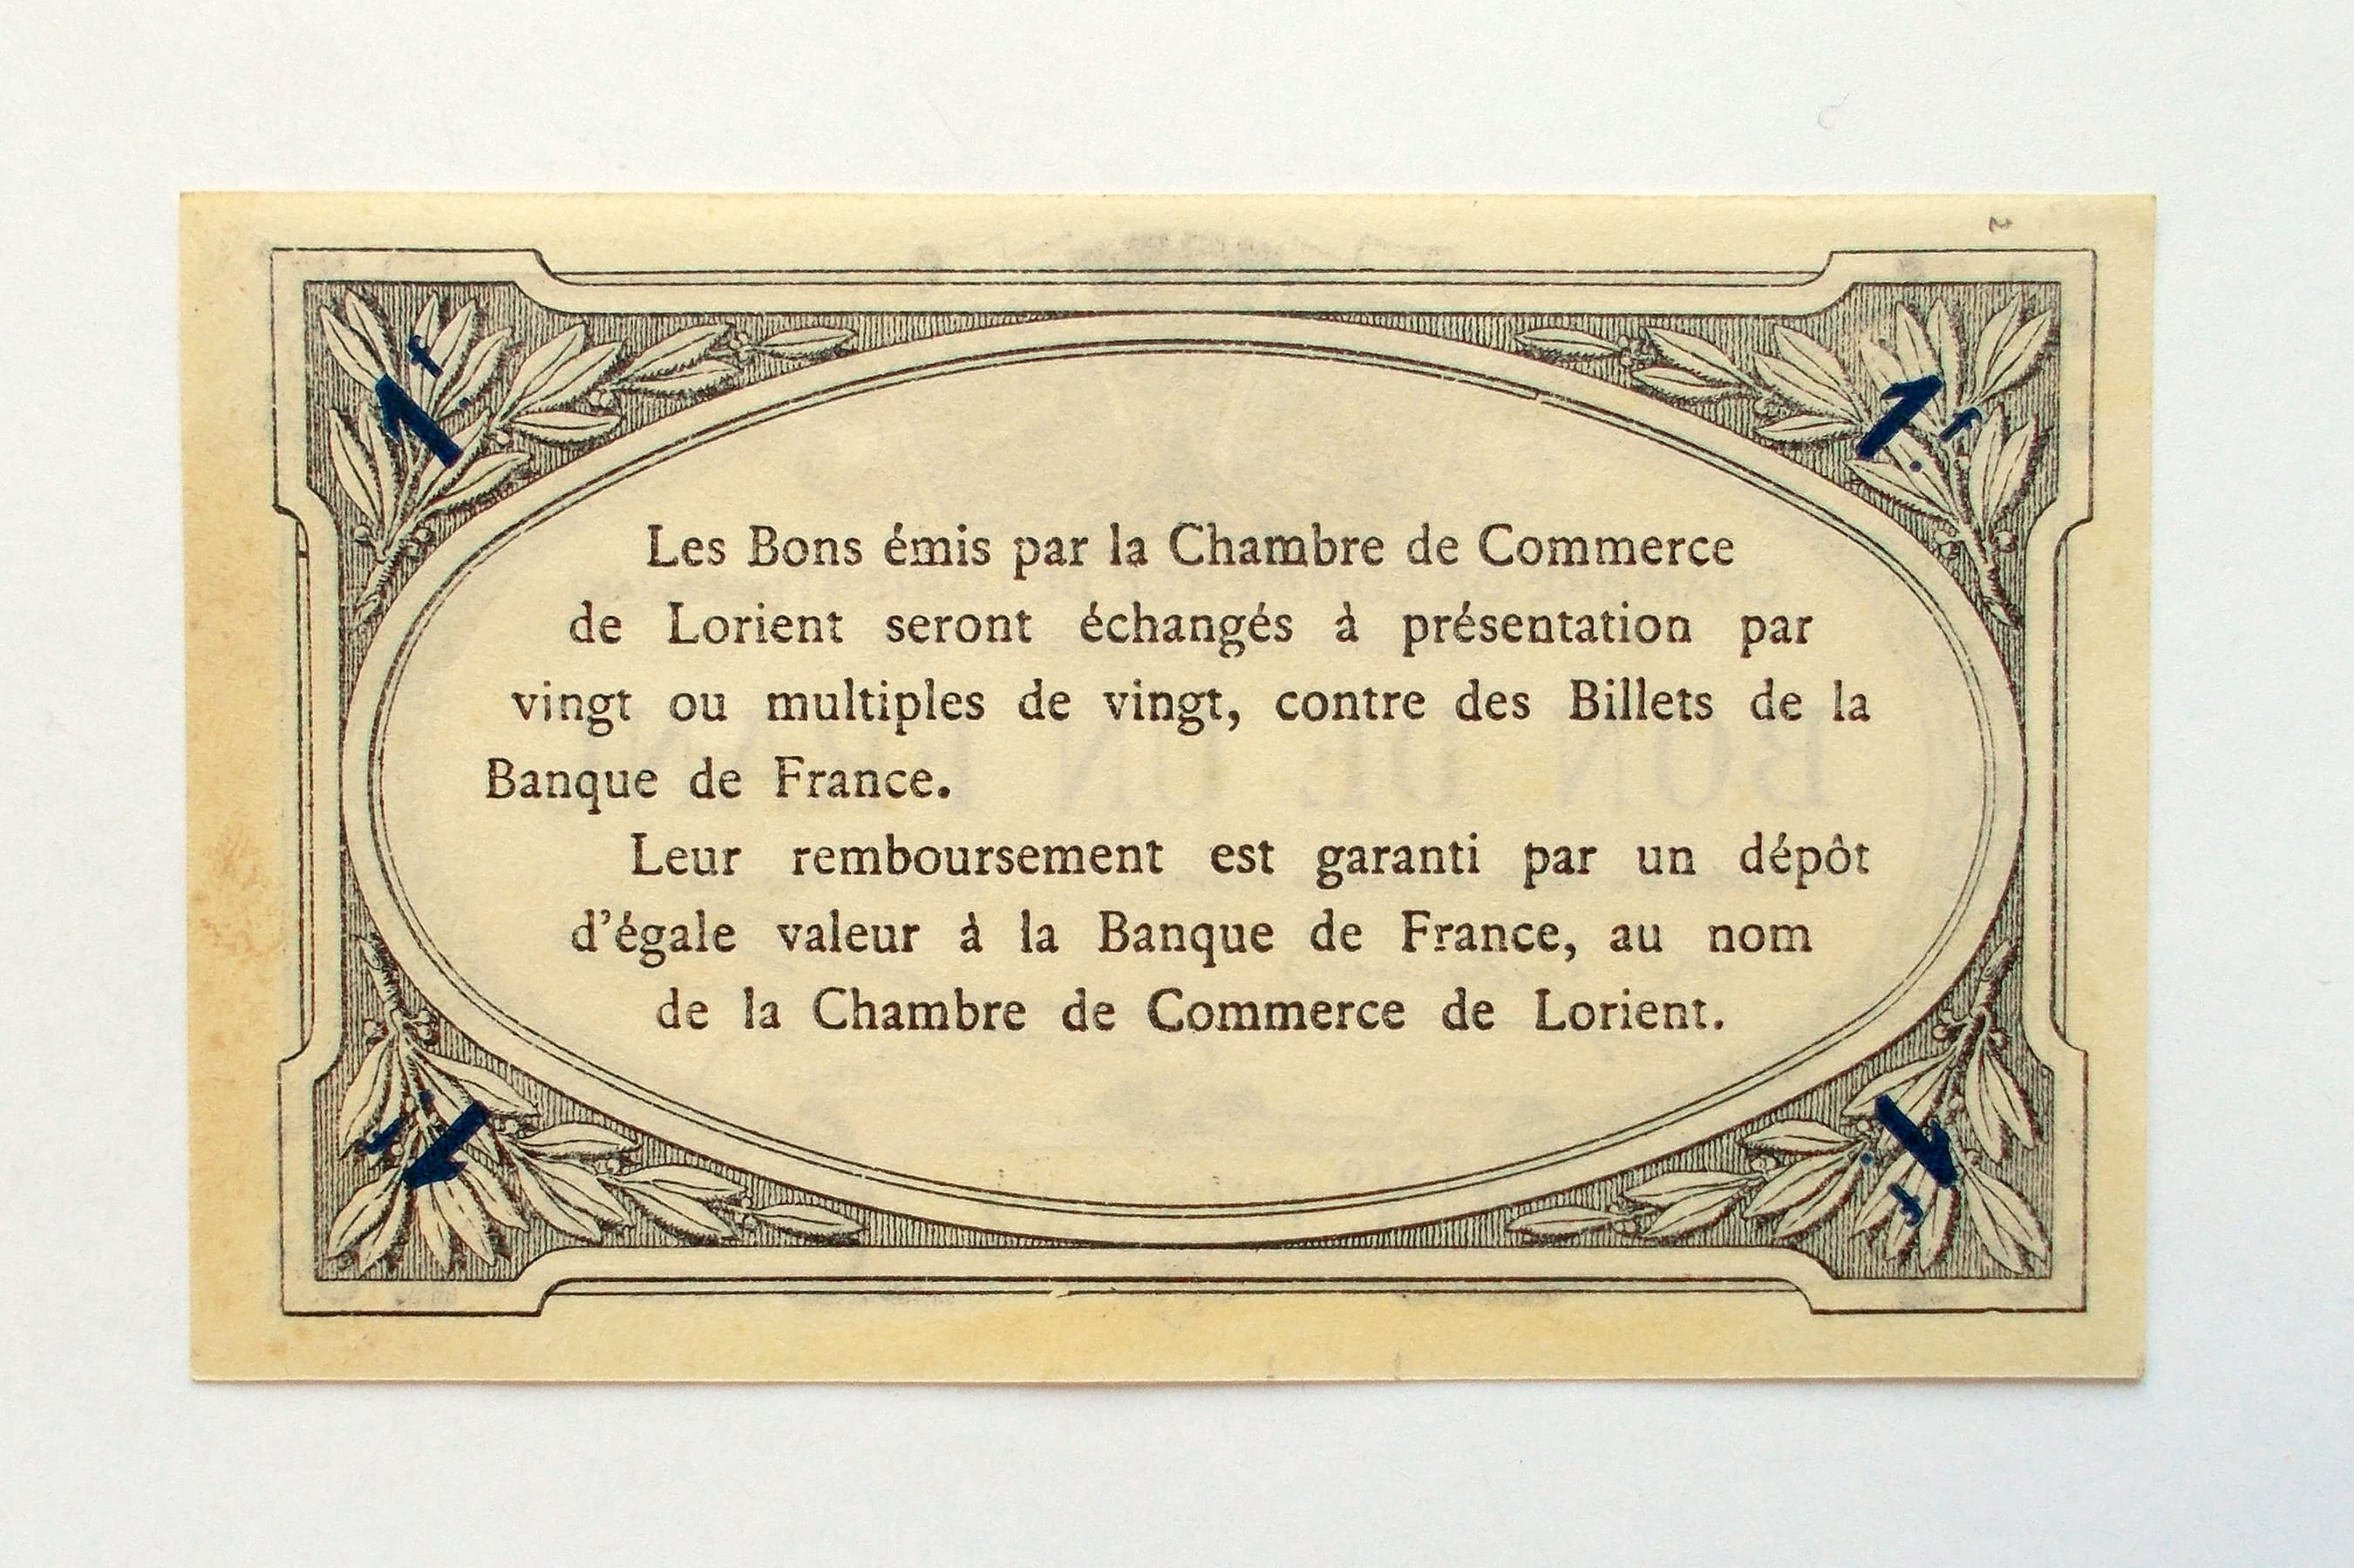 1.f
1.f
Les Bons émis par la Chambre de Commerce
de Lorient seront échangés à présentation par
vingt ou multiples de vingt, contre des Billets de la
Banque de France.
Leur remboursement est garanti par un dépôt
d'égale valeur à la Banque de France, au nom
de la Chambre de Commerce de Lorient.
1.f
1.f